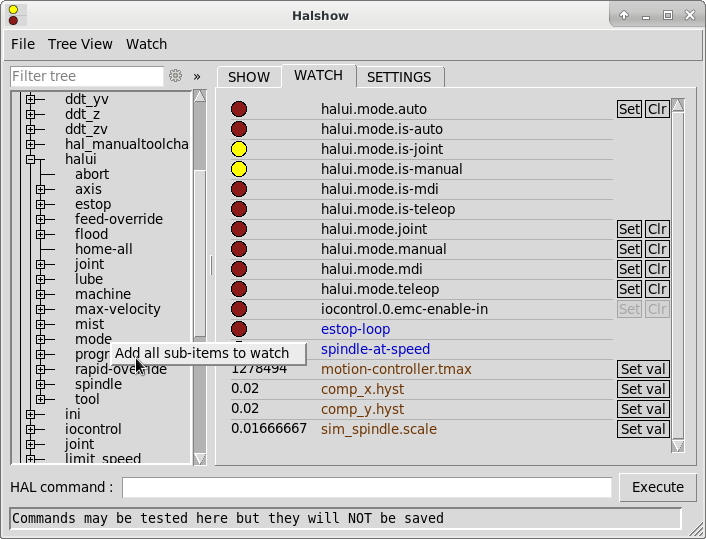 Halshow
File Tree View Watch
Filter tree »
SHOW WATCH SETTINGS
ddt_yv
ddt_z
ddt_zv
hal_manualtoolcha
halui
abort
axis
estop
feed-override
flood
home-all
joint
lube
machine
max-velocity
mist
mode
progr
rapid-override
spindle
tool
ini
iocontrol
joint
limit_speed
Add all sub-items to watch
halui.mode.auto Set Clr
halui.mode.is-auto
halui.mode.is-joint
halui.mode.is-manual
halui.mode.is-mdi
halui.mode.is-teleop
halui.mode.joint Set Clr
halui.mode.manual Set Clr
halui.mode.mdi Set Clr
halui.mode.teleop Set Clr
iocontrol.0.emc-enable-in Set Clr
estop-loop
spindle-at-speed
1278494 motion-controller.tmax Set val
0.02 comp_x.hyst Set val
0.02 comp_y.hyst Set val
0.01666667 sim_spindle.scale Set val
HAL command : Execute
Commands may be tested here but they will NOT be saved